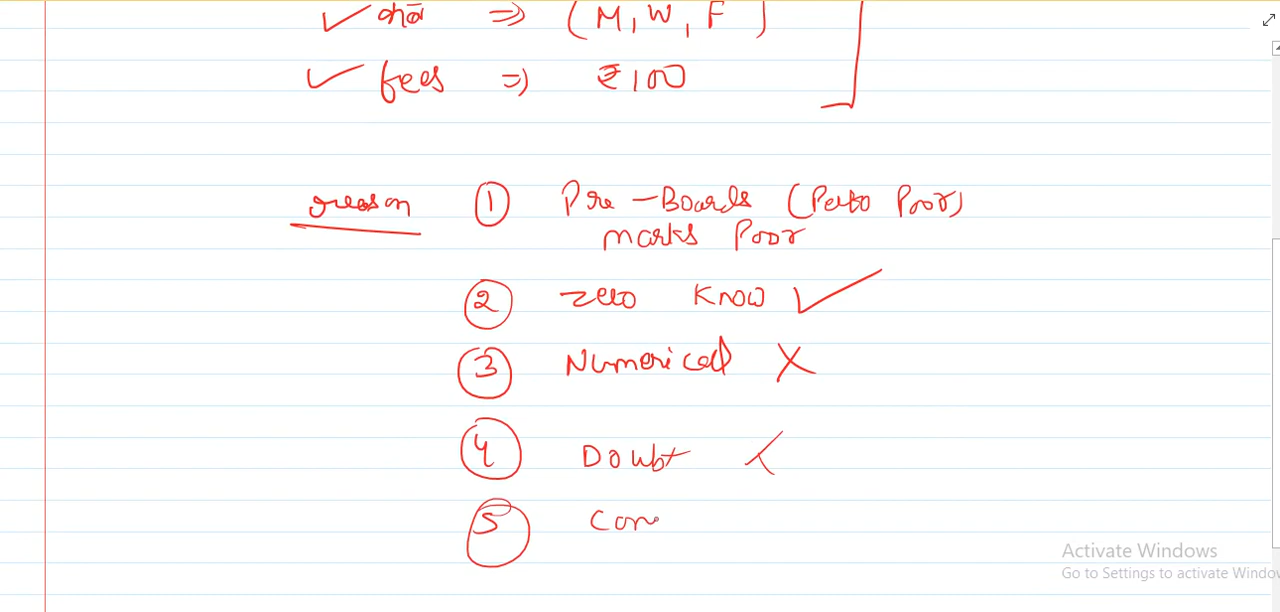 ✓ ⇒ (M, W, F)
✓ fees ⇒ ₹100
reason ① Pre-Boards (Perfo Poor)
marks Poor
② zero know ✓
③ Numerical X
④ Doubt
⑤ Con
Activate Windows
Go to Settings to activate Windo